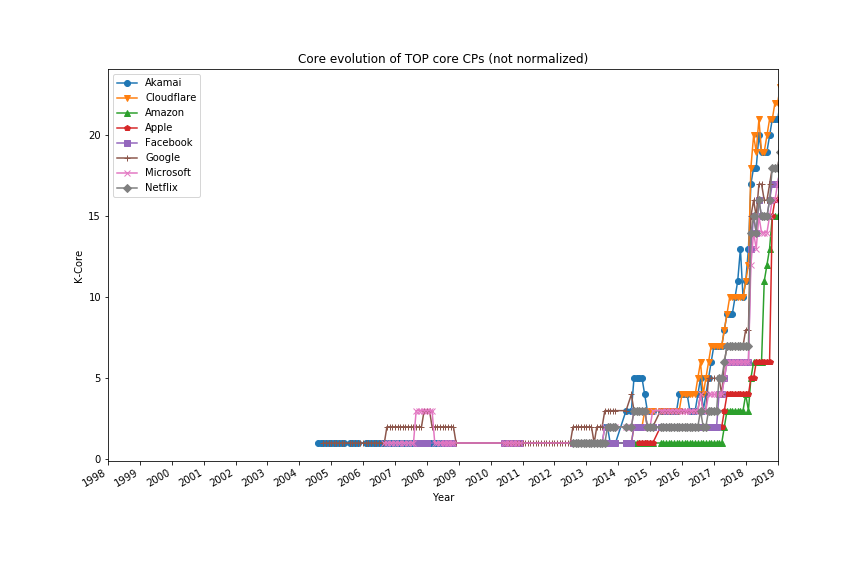 Core evolution of TOP core CPs (not normalized)
Akamai
Cloudflare
Amazon
Apple
Facebook
Google
Microsoft
Netflix
20
15
10
5
0
K-Core
1998 1999 2000 2001 2002 2003 2004 2005 2006 2007 2008 2009 2010 2011 2012 2013 2014 2015 2016 2017 2018 2019
Year